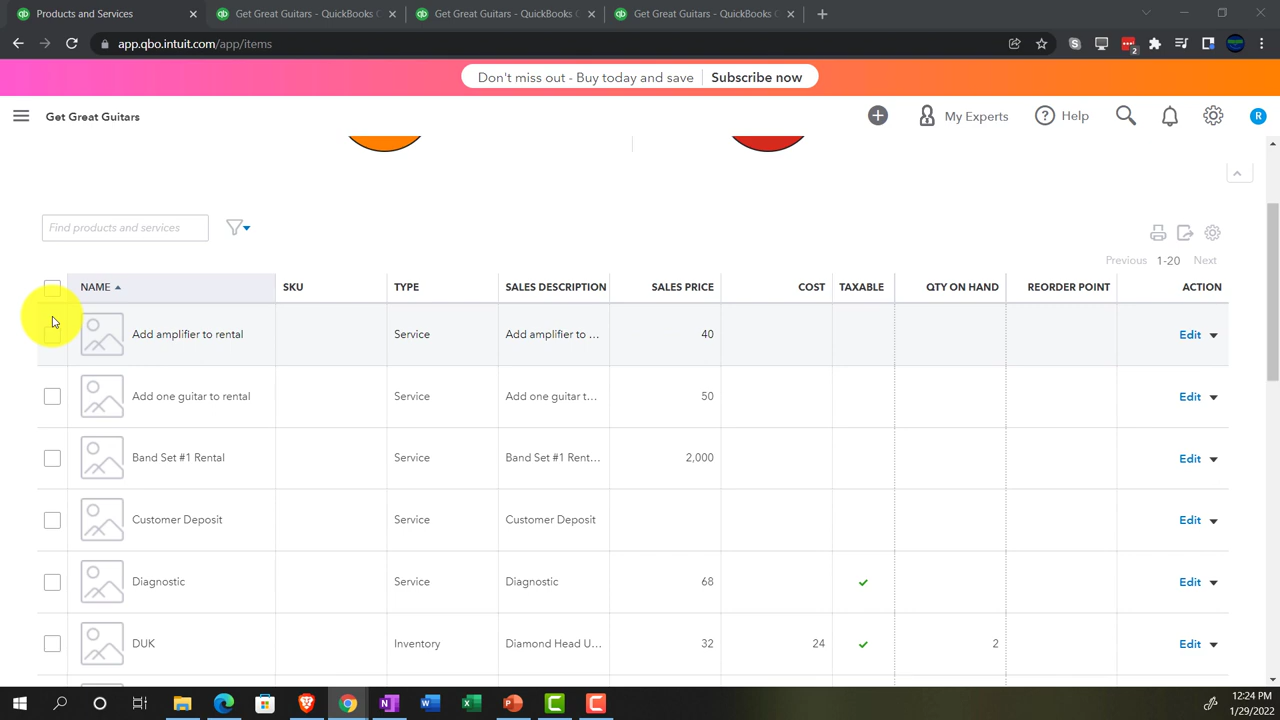 Products and Services
Get Great Guitars - QuickBooks C
Get Great Guitars - QuickBooks C
Get Great Guitars - QuickBooks C
app.qbo.intuit.com/app/items
2
Don't miss out - Buy today and save Subscribe now
Get Great Guitars
My Experts
Help
R
Find products and services
Previous 1-20 Next
NAME SKU TYPE SALES DESCRIPTION SALES PRICE COST TAXABLE QTY ON HAND REORDER POINT ACTION
Add amplifier to rental Service Add amplifier to ... 40 Edit
Add one guitar to rental Service Add one guitar t... 50 Edit
Band Set #1 Rental Service Band Set #1 Rent... 2,000 Edit
Customer Deposit Service Customer Deposit Edit
Diagnostic Service Diagnostic 68 Edit
DUK Inventory Diamond Head U... 32 24 2 Edit
12:24 PM
1/29/2022